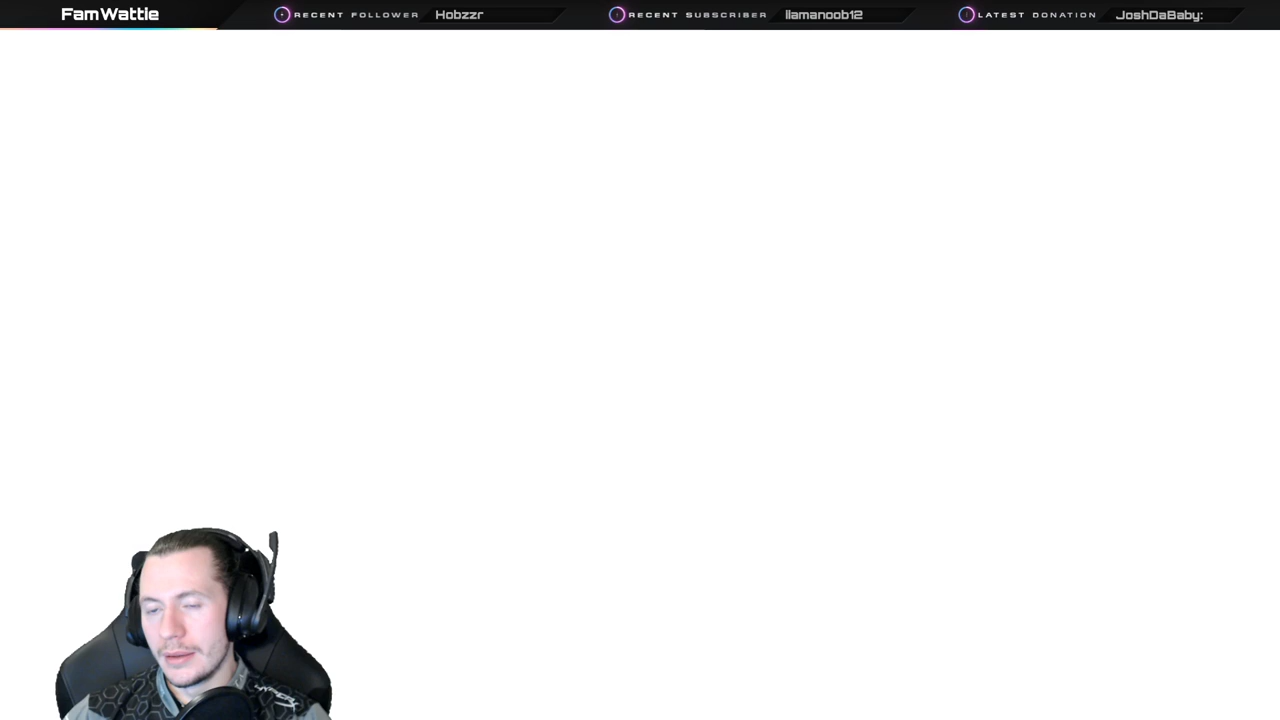 FamWattle
RECENT FOLLOWER Hobzzr
RECENT SUBSCRIBER llamanoob12
LATEST DONATION JoshDaBaby: